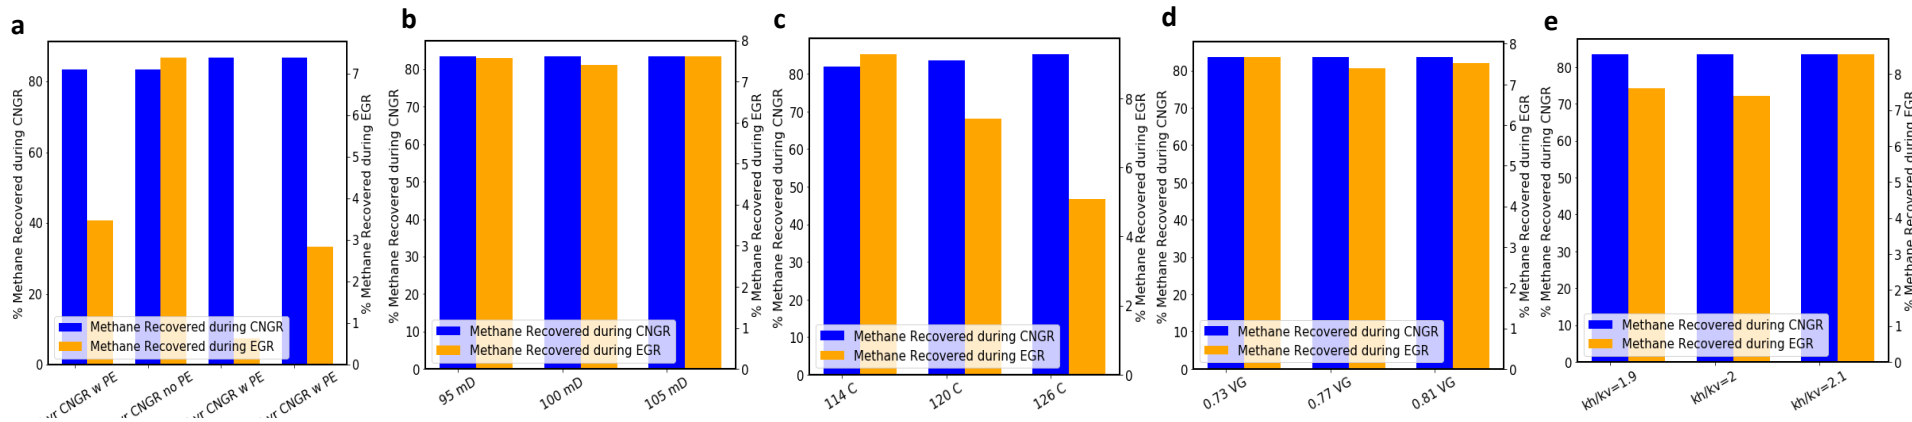 a
% Methane Recovered during CNGR
80
60
40
20
0
7
6
5
4
3
2
1
0
% Methane Recovered during EGR
Methane Recovered during CNGR
Methane Recovered during EGR
CNGR w PE
CNGR no PE
CNGR w PE
CNGR w PE
b
% Methane Recovered during CNGR
80
70
60
50
40
30
20
10
0
8
7
6
5
4
3
2
1
0
% Methane Recovered during EGR
Methane Recovered during CNGR
Methane Recovered during EGR
95 mD
100 mD
105 mD
c
% Methane Recovered during CNGR
80
70
60
50
40
30
20
10
0
8
6
4
2
0
% Methane Recovered during EGR
Methane Recovered during CNGR
Methane Recovered during EGR
114 C
120 C
126 C
d
% Methane Recovered during CNGR
80
70
60
50
40
30
20
10
0
8
7
6
5
4
3
2
1
0
% Methane Recovered during EGR
Methane Recovered during CNGR
Methane Recovered during EGR
0.73 VG
0.77 VG
0.81 VG
e
% Methane Recovered during CNGR
80
70
60
50
40
30
20
10
0
8
7
6
5
4
3
2
1
0
% Methane Recovered during EGR
Methane Recovered during CNGR
Methane Recovered during EGR
kh/kv=1.9
kh/kv=2
kh/kv=2.1